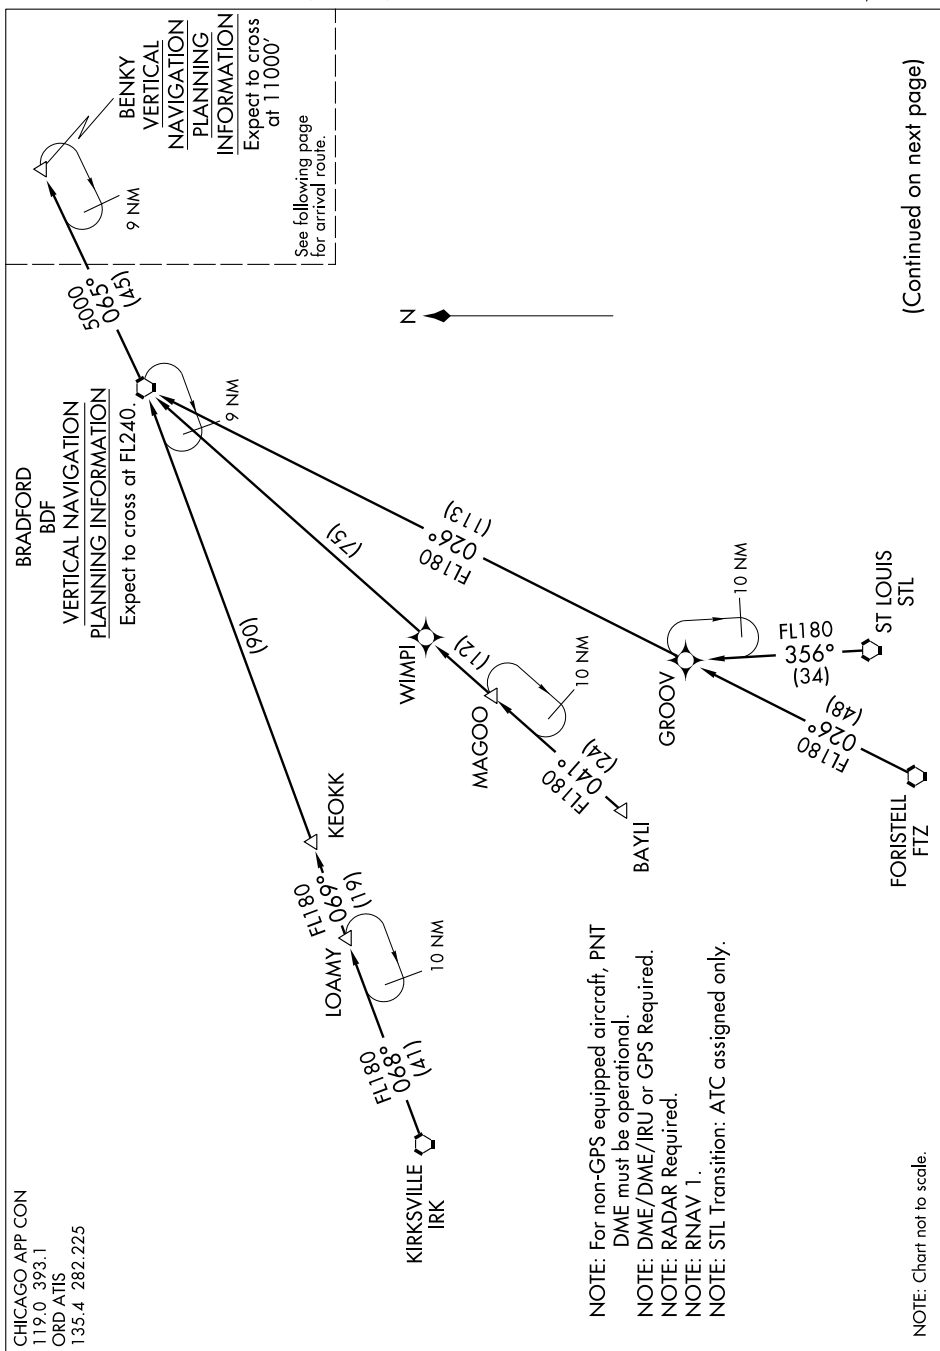 CHICAGO APP CON
119.0 393.1
ORD ATIS
135.4 282.225
BENKY
VERTICAL
NAVIGATION
PLANNING
INFORMATION
Expect to cross
at 11000'
9 NM
See following page
for arrival route.
5000
065°
(45)
BRADFORD
BDF
VERTICAL NAVIGATION
PLANNING INFORMATION
Expect to cross at FL240.
9 NM
N
(90)
(75)
FL180
026°
(113)
KEOKK
FL180
069°
(19)
LOAMY
10 NM
FL180
068°
(41)
KIRKSVILLE
IRK
WIMPI
(12)
MAGOO
10 NM
FL180
041°
(24)
BAYLI
GROOV
10 NM
FL180
356°
(34)
ST LOUIS
STL
FL180
026°
(48)
FORISTELL
FTZ
NOTE: For non-GPS equipped aircraft, PNT
DME must be operational.
NOTE: DME/DME/IRU or GPS Required.
NOTE: RADAR Required.
NOTE: RNAV 1.
NOTE: STL Transition: ATC assigned only.
NOTE: Chart not to scale.
(Continued on next page)